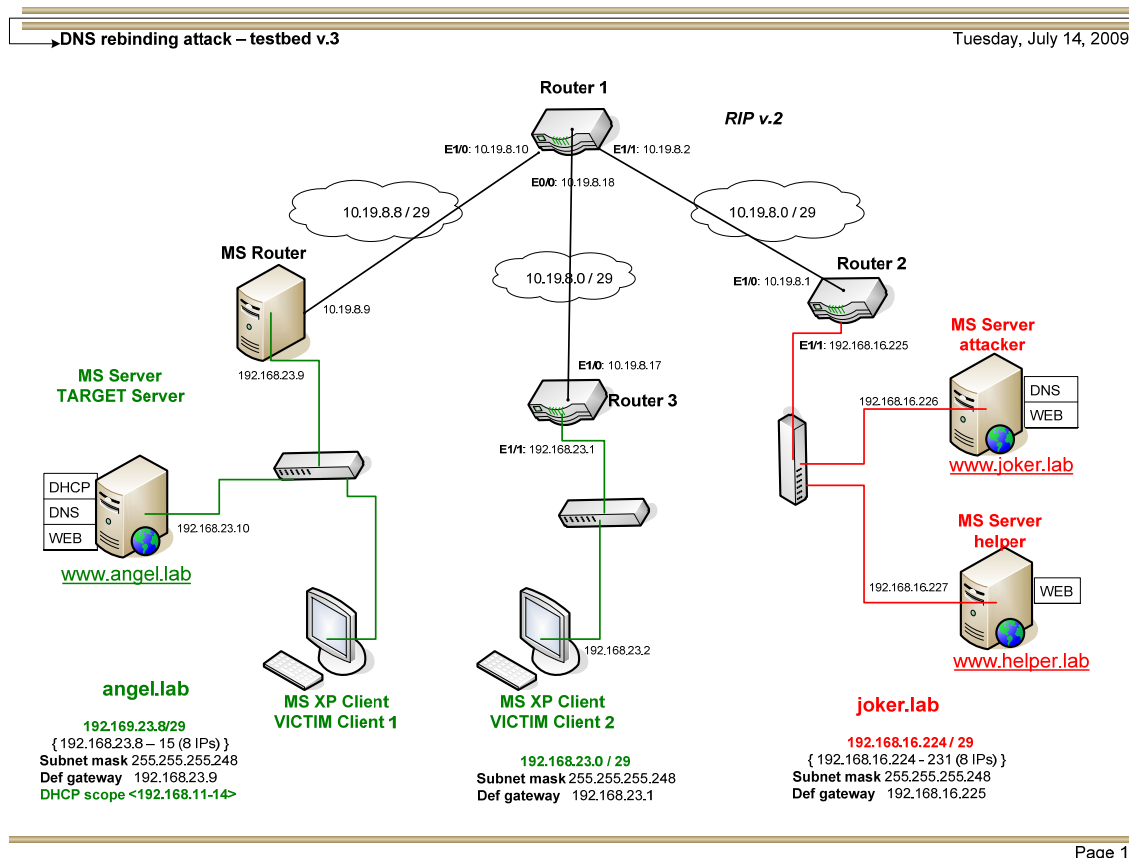 DNS rebinding attack – testbed v.3
Tuesday, July 14, 2009
Router 1
RIP v.2
E1/0: 10.19.8.10
E1/1: 10.19.8.2
E0/0: 10.19.8.18
10.19.8.8 / 29
10.19.8.0 / 29
MS Router
10.19.8.0 / 29
Router 2
E1/0: 10.19.8.1
10.19.8.9
MS Server
attacker
E1/1: 192.168.16.225
E1/0: 10.19.8.17
192.168.23.9
MS Server
TARGET Server
DNS
WEB
192.168.16.226
Router 3
E1/1: 192.168.23.1
www.joker.lab
DHCP
DNS
WEB
192.168.23.10
MS Server
helper
www.angel.lab
192.168.16.227
WEB
192.168.23.2
www.helper.lab
angel.lab
MS XP Client
VICTIM Client 1
MS XP Client
VICTIM Client 2
joker.lab
192.169.23.8/29
{ 192.168.23.8 – 15 (8 IPs) }
Subnet mask 255.255.255.248
Def gateway 192.168.23.9
DHCP scope <192.168.11-14>
192.168.23.0 / 29
Subnet mask 255.255.255.248
Def gateway 192.168.23.1
192.168.16.224 / 29
{ 192.168.16.224 - 231 (8 IPs) }
Subnet mask 255.255.255.248
Def gateway 192.168.16.225
Page 1